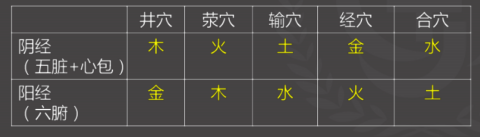 井穴 荥穴 输穴 经穴 合穴
阴经 木 火 土 金 水
（五脏+心包）
阳经 金 木 水 火 土
（六腑）